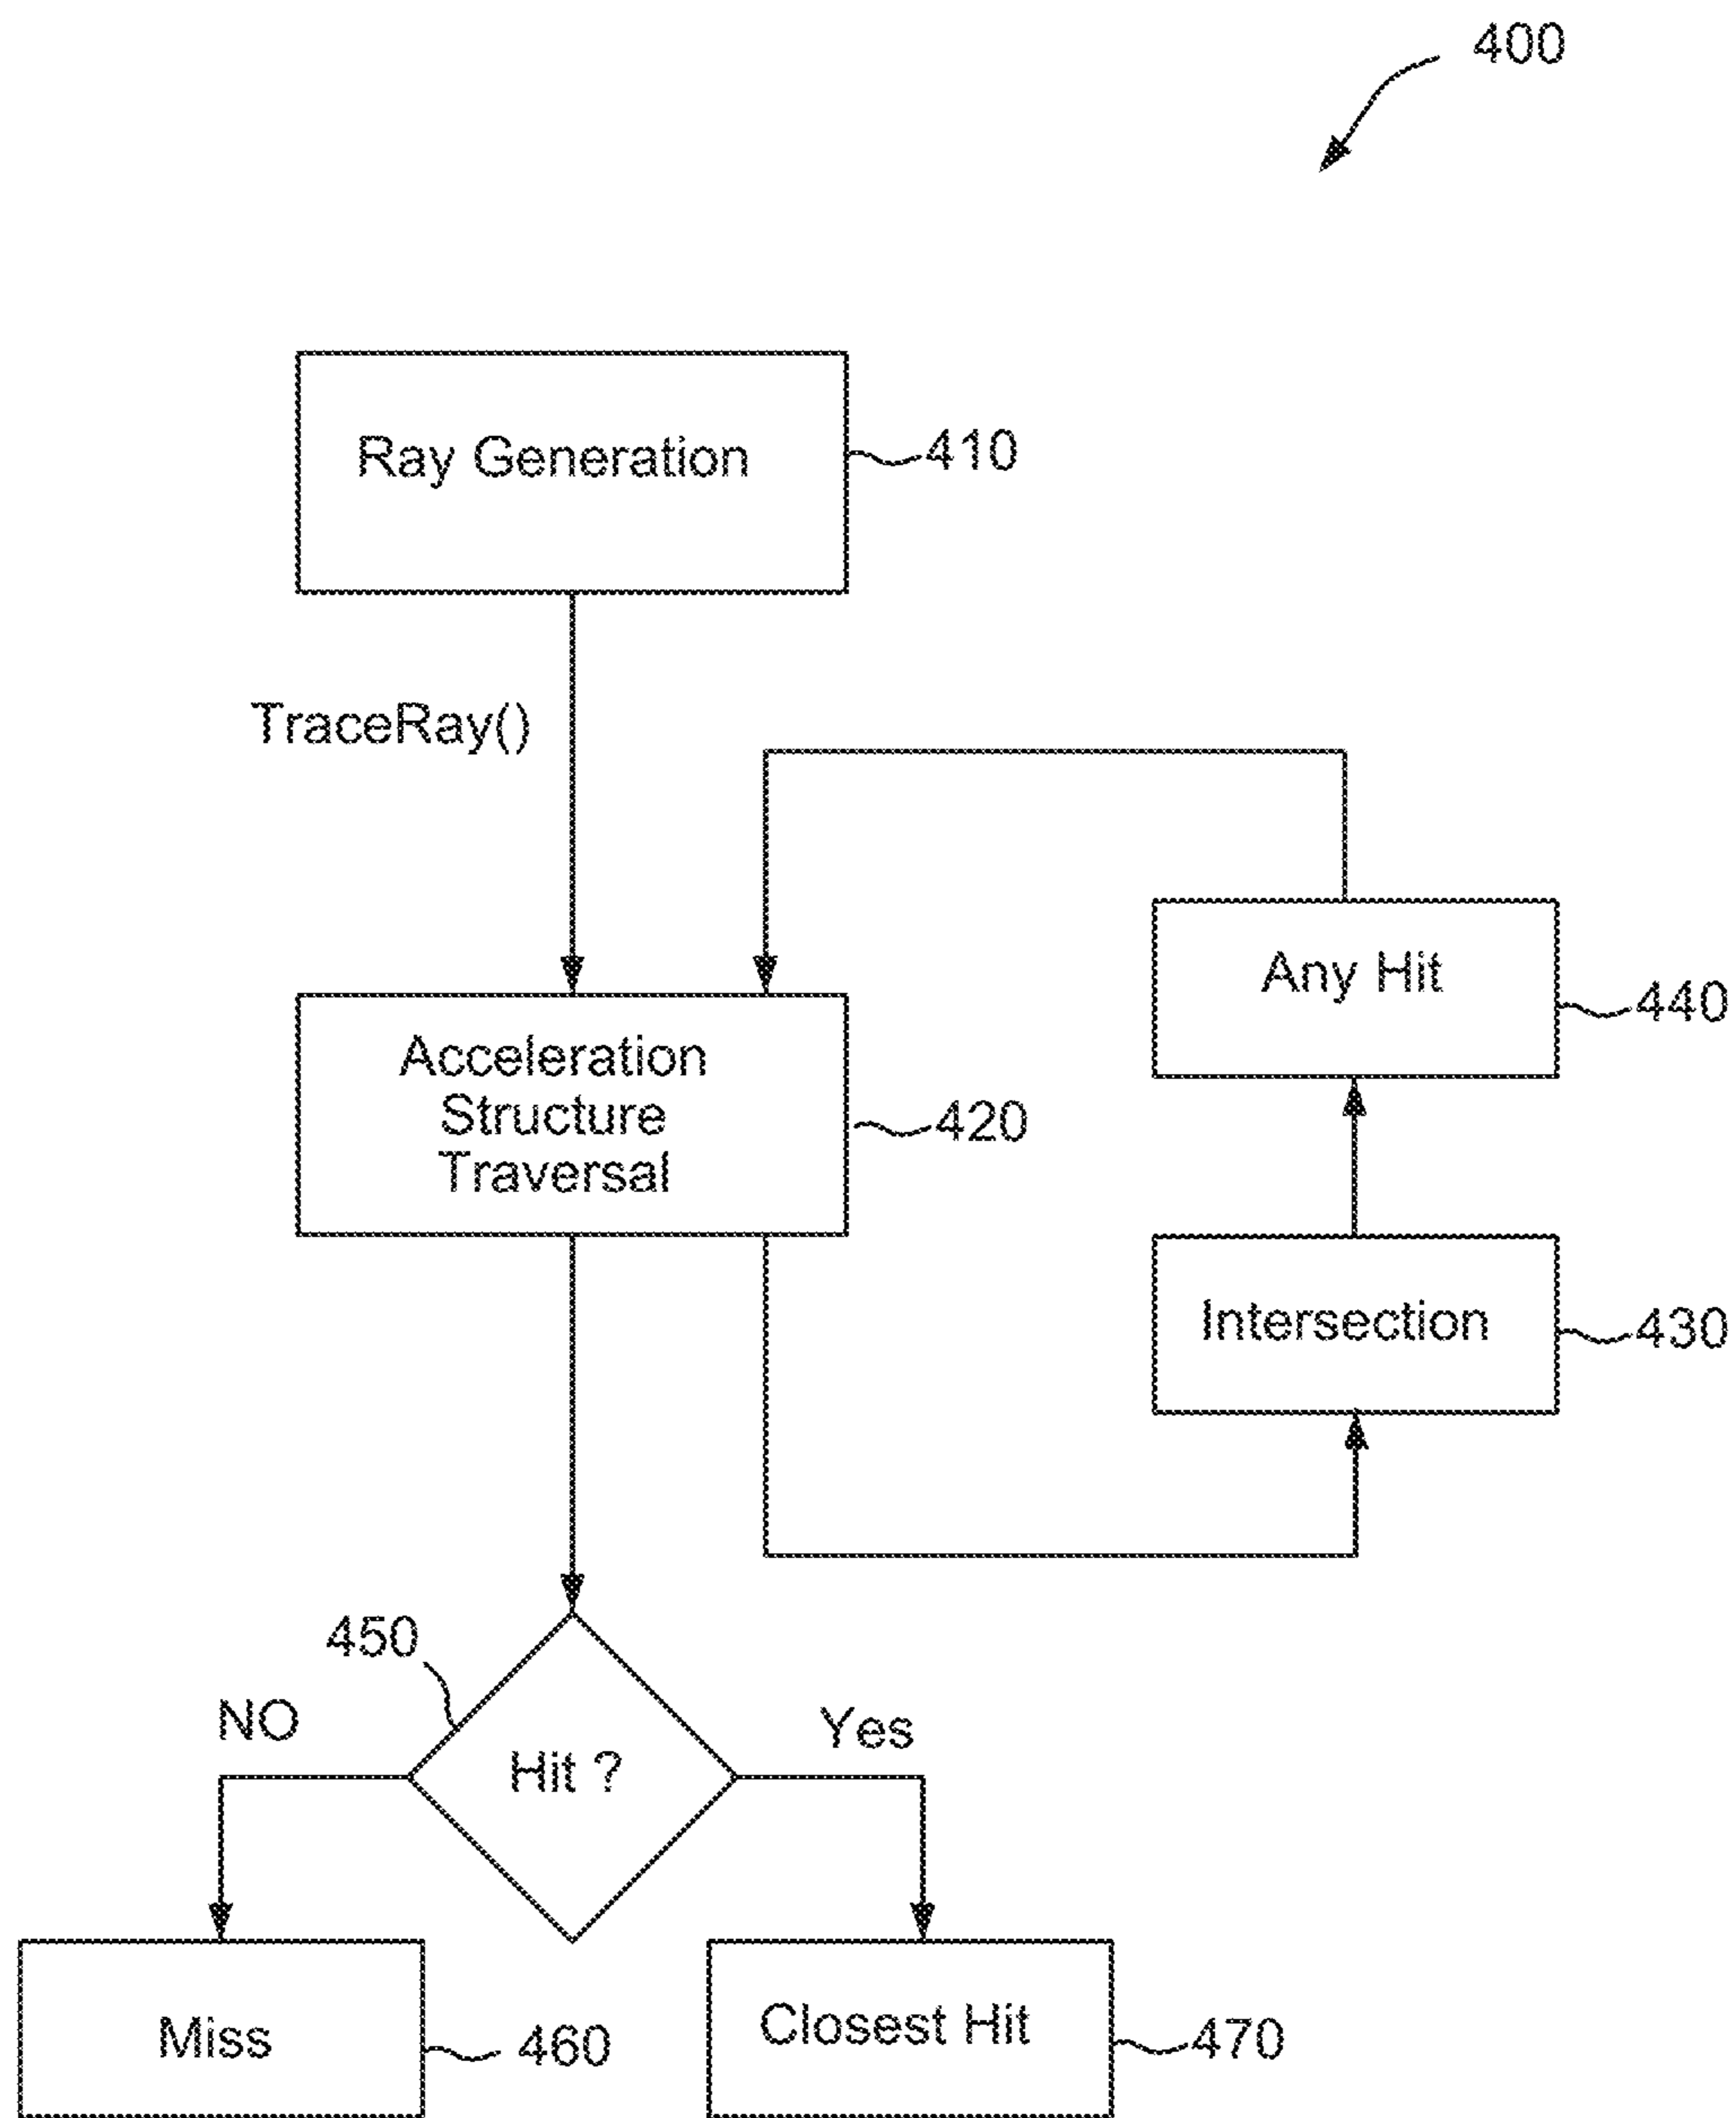 400
Ray Generation
410
TraceRay()
Any Hit
440
Acceleration
Structure
Traversal
420
Intersection
430
450
NO
Yes
Hit ?
Miss
460
Closest Hit
470